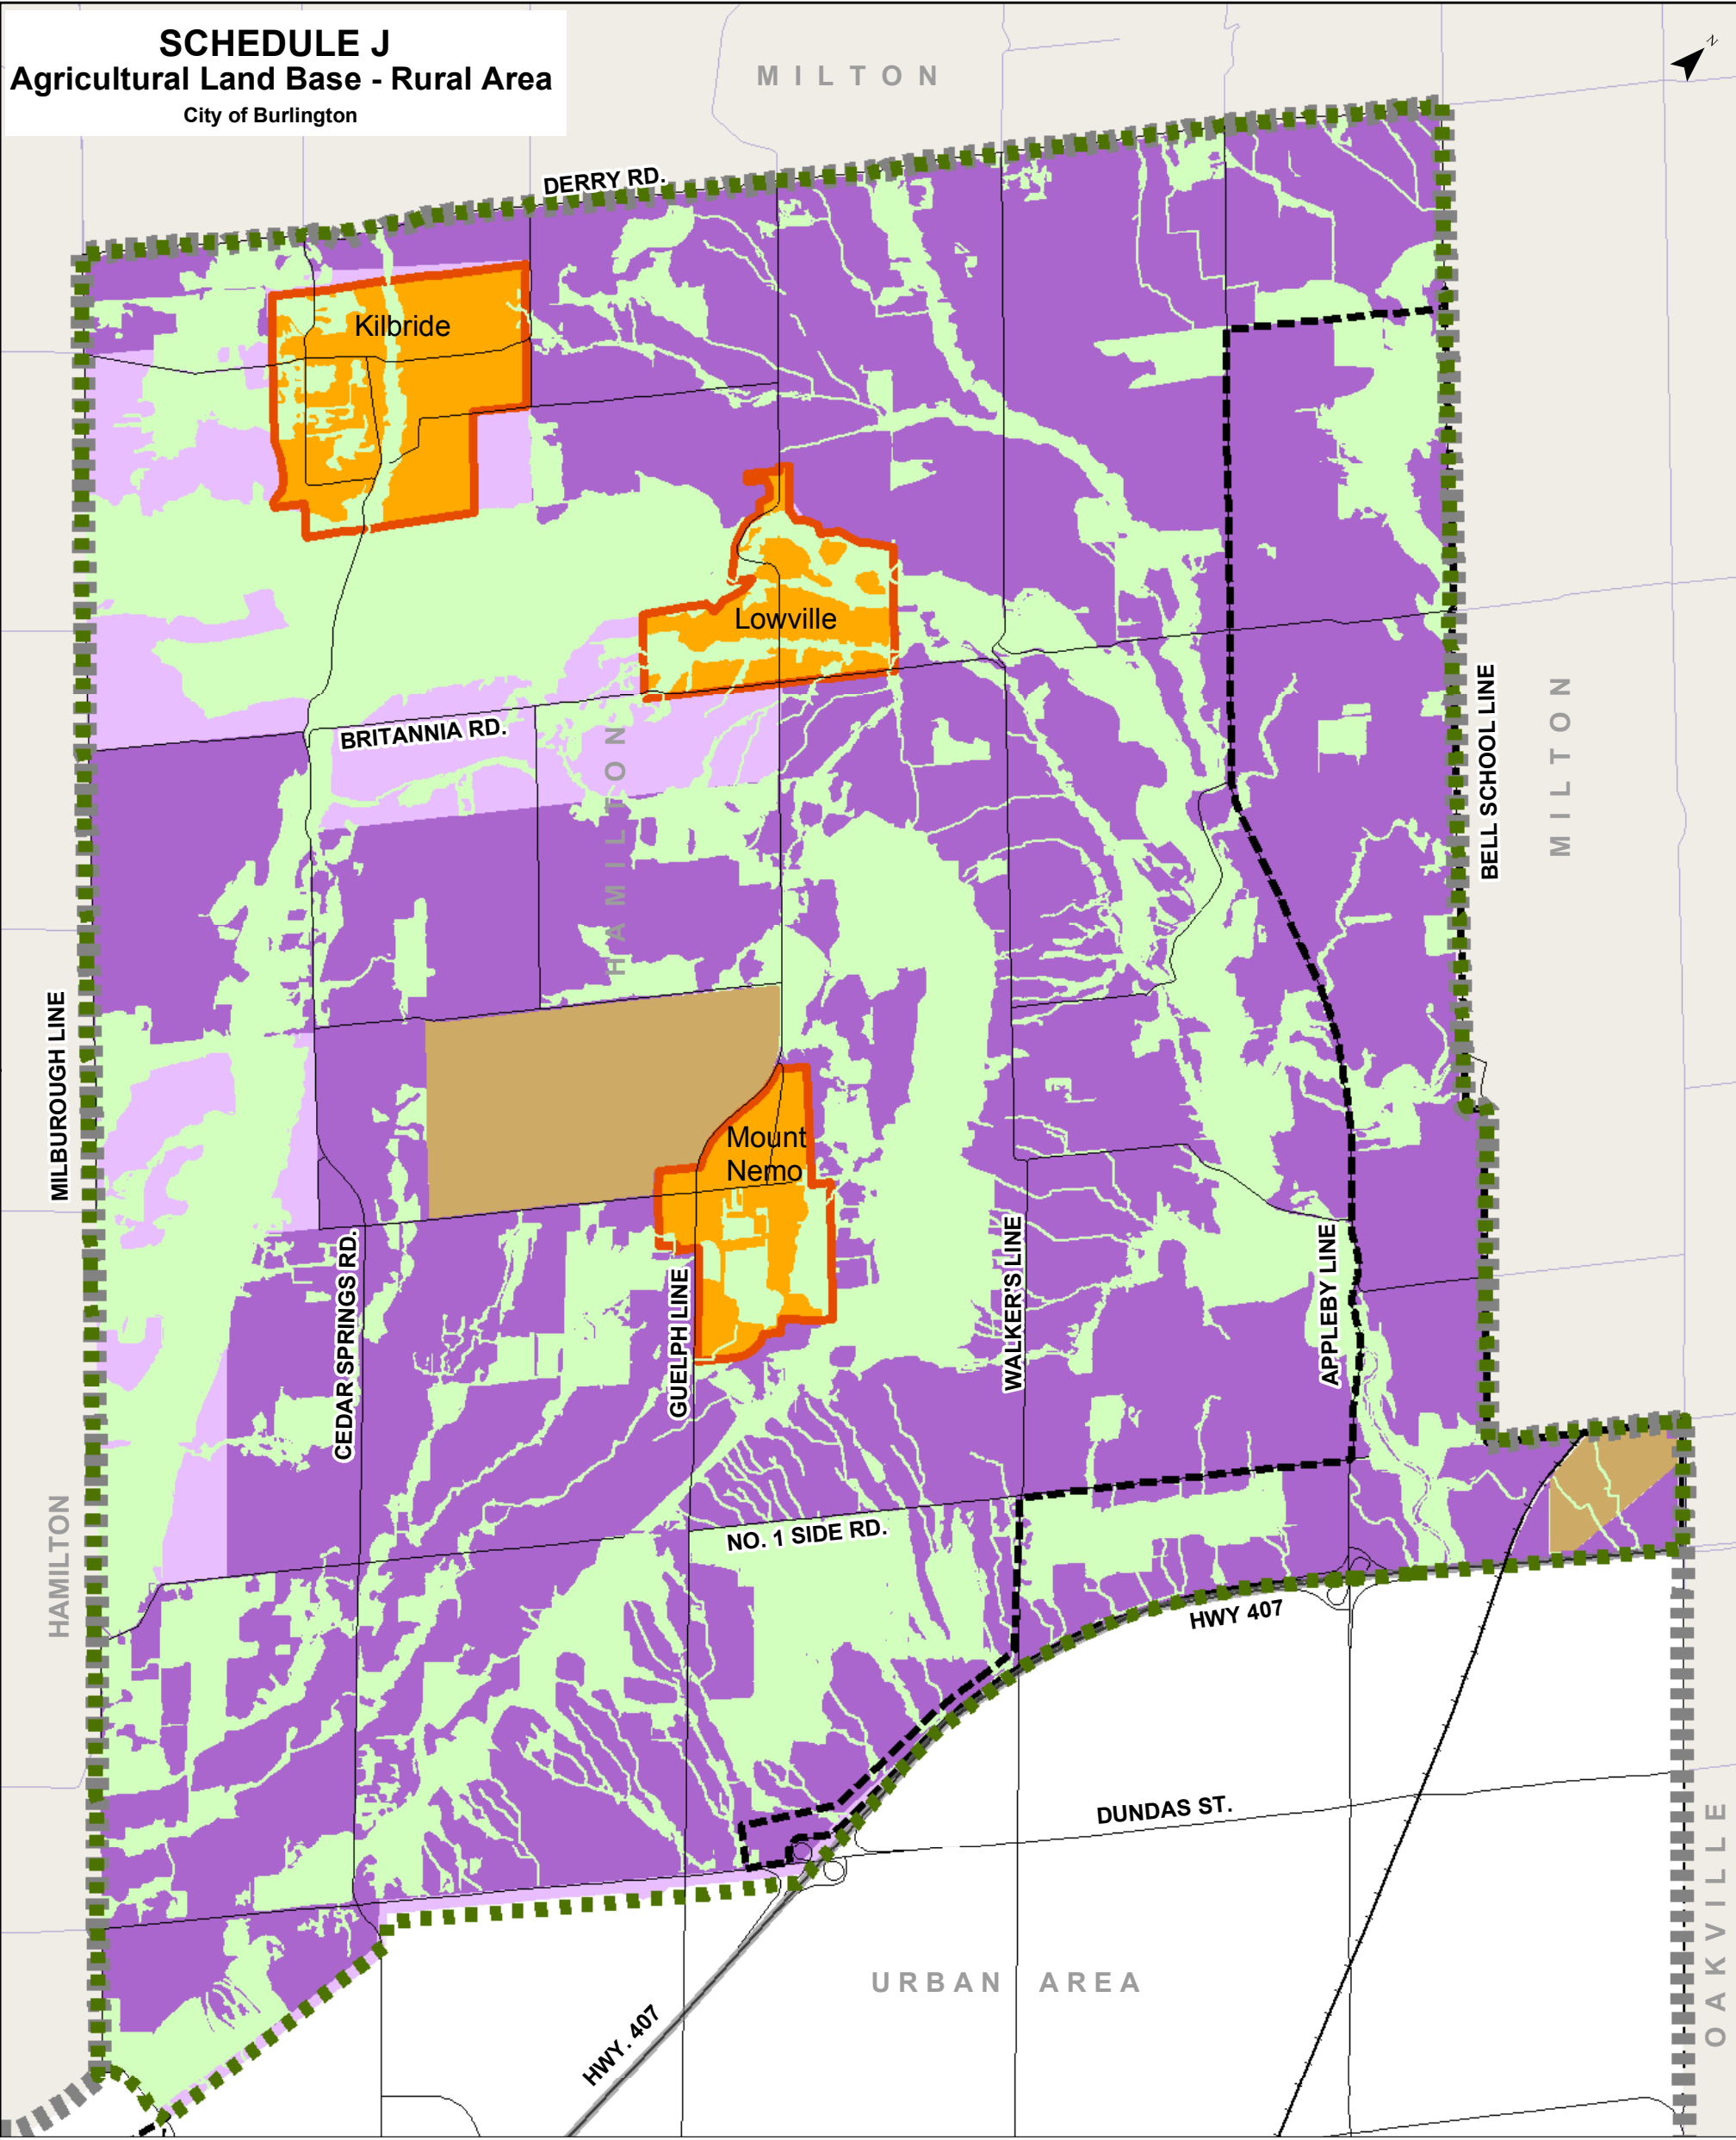 SCHEDULE J
Agricultural Land Base - Rural Area
City of Burlington
N
MILTON
DERRY RD.
Kilbride
Lowville
BRITANNIA RD.
HAMILTON
BELL SCHOOL LINE
MILTON
MILBOROUGH LINE
Mount
Nemo
CEDAR SPRINGS RD.
GUELPH LINE
WALKER'S LINE
APPLEBY LINE
HAMILTON
NO. 1 SIDE RD.
HWY 407
DUNDAS ST.
URBAN AREA
HWY. 407
OAKVILLE